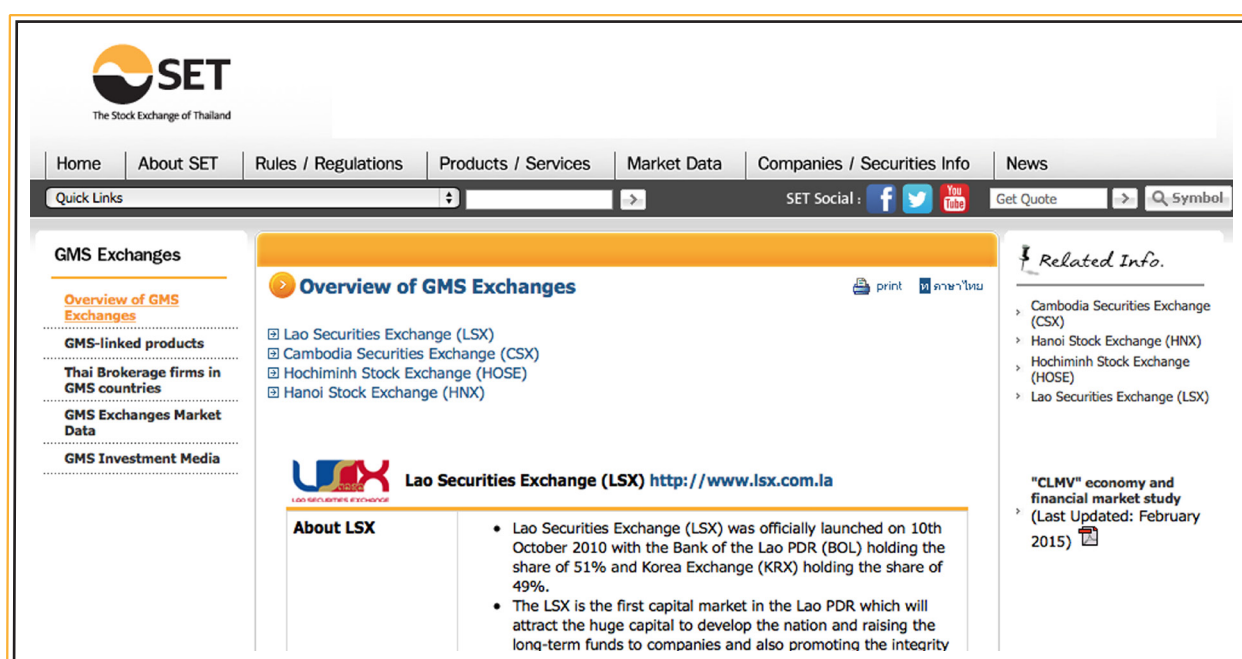 SET
The Stock Exchange of Thailand
Home
About SET
Rules / Regulations
Products / Services
Market Data
Companies / Securities Info
News
Quick Links
SET Social :
f
You
Tube
Get Quote
Symbol
GMS Exchanges
Overview of GMS
Exchanges
GMS-linked products
Thai Brokerage firms in
GMS countries
GMS Exchanges Market
Data
GMS Investment Media
Overview of GMS Exchanges
print
ท ภาษาไทย
Lao Securities Exchange (LSX)
Cambodia Securities Exchange (CSX)
Hochiminh Stock Exchange (HOSE)
Hanoi Stock Exchange (HNX)
LSX
LAO SECURITIES EXCHANGE
Lao Securities Exchange (LSX) http://www.lsx.com.la
About LSX
• Lao Securities Exchange (LSX) was officially launched on 10th
October 2010 with the Bank of the Lao PDR (BOL) holding the
share of 51% and Korea Exchange (KRX) holding the share of
49%.
• The LSX is the first capital market in the Lao PDR which will
attract the huge capital to develop the nation and raising the
long-term funds to companies and also promoting the integrity
Related Info.
Cambodia Securities Exchange
(CSX)
Hanoi Stock Exchange (HNX)
Hochiminh Stock Exchange
(HOSE)
Lao Securities Exchange (LSX)
"CLMV" economy and
financial market study
(Last Updated: February
2015)